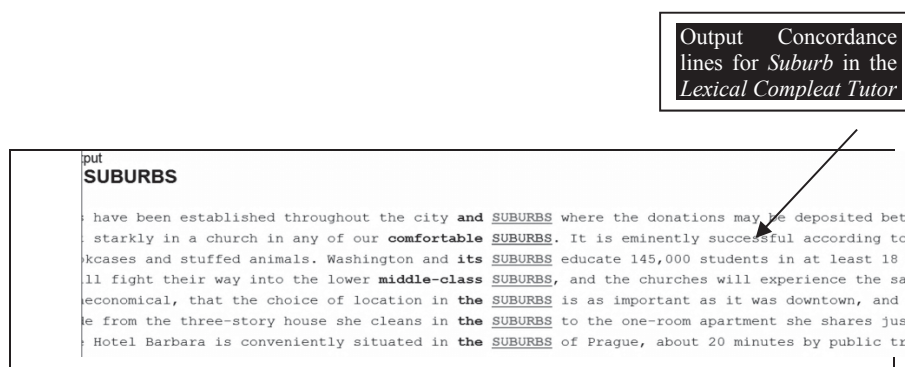 Output Concordance
lines for Suburb in the
Lexical Compleat Tutor
put
SUBURBS
have been established throughout the city and SUBURBS where the donations may be deposited bet
starkly in a church in any of our comfortable SUBURBS. It is eminently successful according to
kcases and stuffed animals. Washington and its SUBURBS educate 145,000 students in at least 18
ll fight their way into the lower middle-class SUBURBS, and the churches will experience the sa
economical, that the choice of location in the SUBURBS is as important as it was downtown, and
e from the three-story house she cleans in the SUBURBS to the one-room apartment she shares jus
Hotel Barbara is conveniently situated in the SUBURBS of Prague, about 20 minutes by public tr